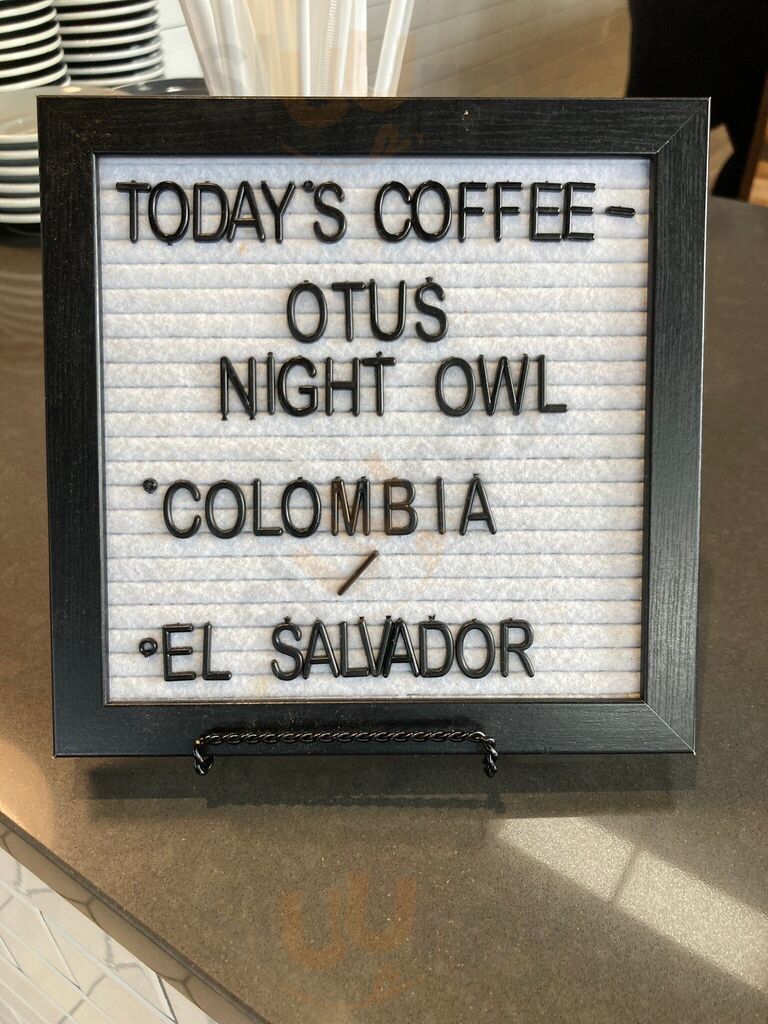 TODAY'S COFFEE-
OTUS
NIGHT OWL
°COLOMBIA
/
°EL SALVADOR